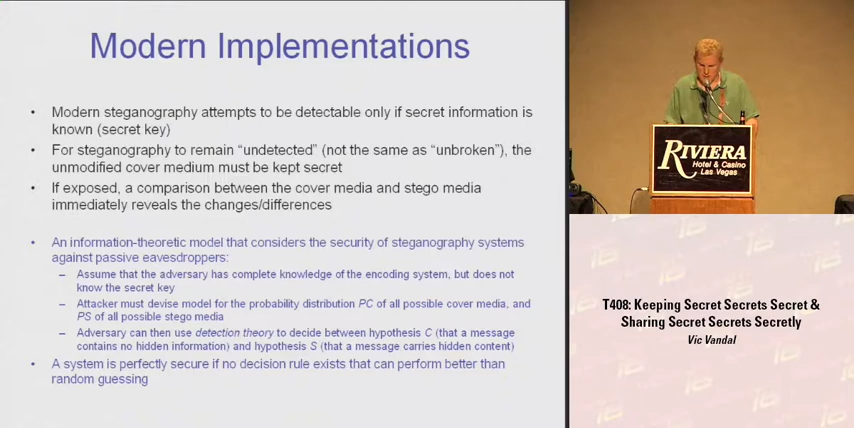 Modern Implementations
• Modern steganography attempts to be detectable only if secret information is
known (secret key)
• For steganography to remain "undetected" (not the same as "unbroken"), the
unmodified cover medium must be kept secret
• If exposed, a comparison between the cover media and stego media
immediately reveals the changes/differences
• An information-theoretic model that considers the security of steganography systems
against passive eavesdroppers:
– Assume that the adversary has complete knowledge of the encoding system, but does not
know the secret key
– Attacker must devise model for the probability distribution PC of all possible cover media, and
PS of all possible stego media
– Adversary can then use detection theory to decide between hypothesis C (that a message
contains no hidden information) and hypothesis S (that a message carries hidden content)
• A system is perfectly secure if no decision rule exists that can perform better than
random guessing
RIVIERA
Hotel & Casino
Las Vegas
T408: Keeping Secret Secrets Secret &
Sharing Secret Secrets Secretly
Vic Vandal